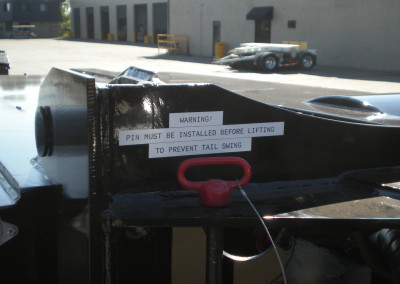 WARNING!
PIN MUST BE INSTALLED BEFORE LIFTING
TO PREVENT TAIL SWING